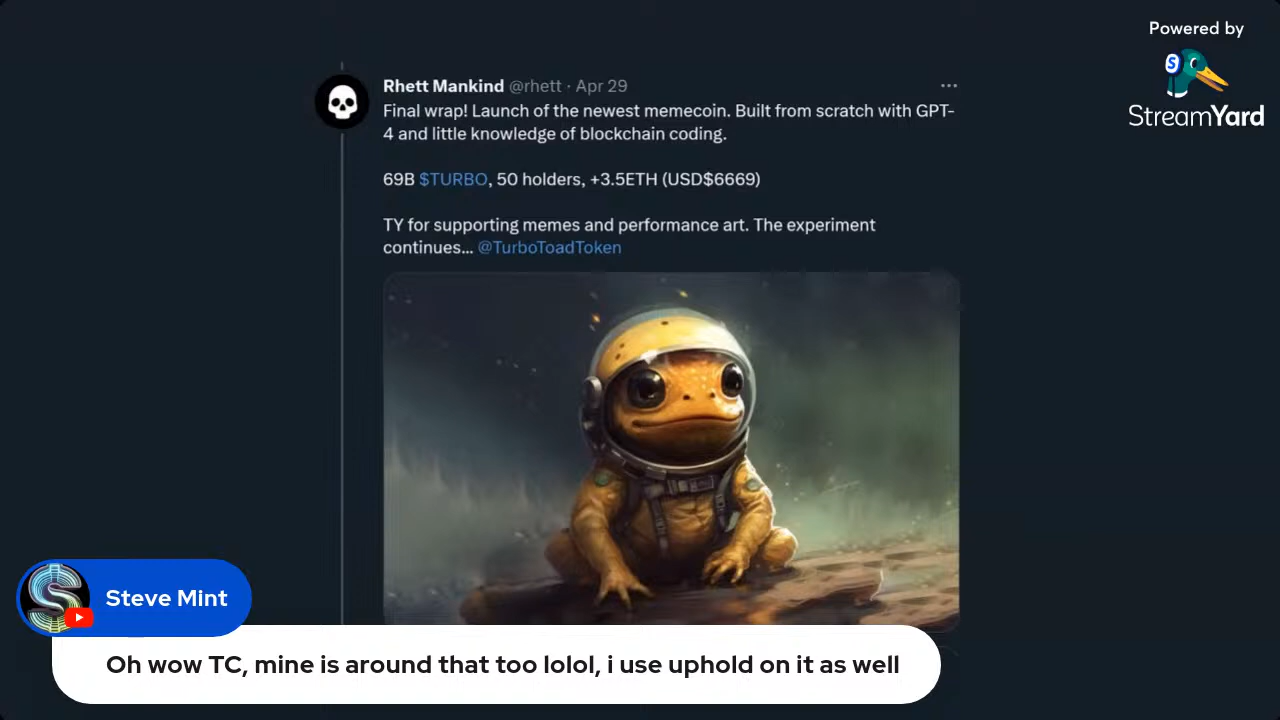 Powered by
StreamYard
Rhett Mankind @rhett · Apr 29
Final wrap! Launch of the newest memecoin. Built from scratch with GPT-
4 and little knowledge of blockchain coding.
69B $TURBO, 50 holders, +3.5ETH (USD$6669)
TY for supporting memes and performance art. The experiment
continues... @TurboToadToken
Steve Mint
Oh wow TC, mine is around that too lolol, i use uphold on it as well